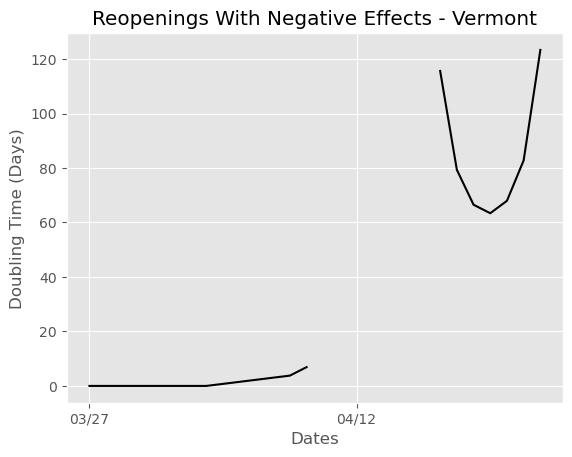 Reopenings With Negative Effects - Vermont
120
100
80
60
40
20
0
Doubling Time (Days)
03/27 04/12
Dates